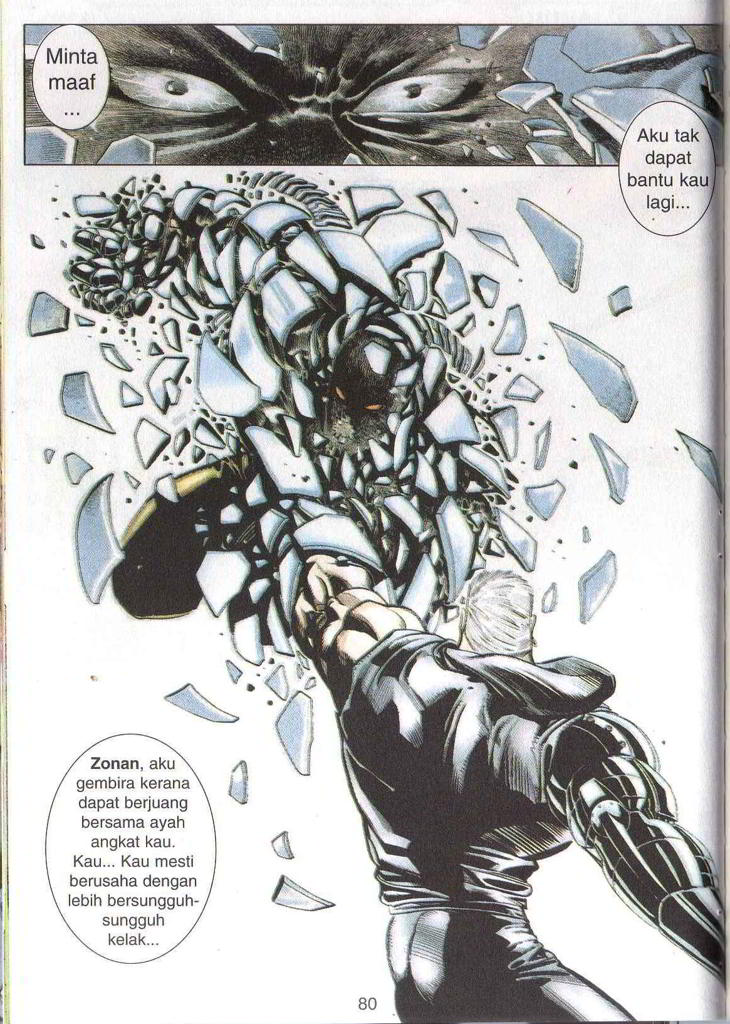 Minta
maaf
...
Aku tak
dapat
bantu kau
lagi...
Zonan, aku
gembira kerana
dapat berjuang
bersama ayah
angkat kau.
Kau... Kau mesti
berusaha dengan
lebih bersungguh-
sungguh
kelak...
80